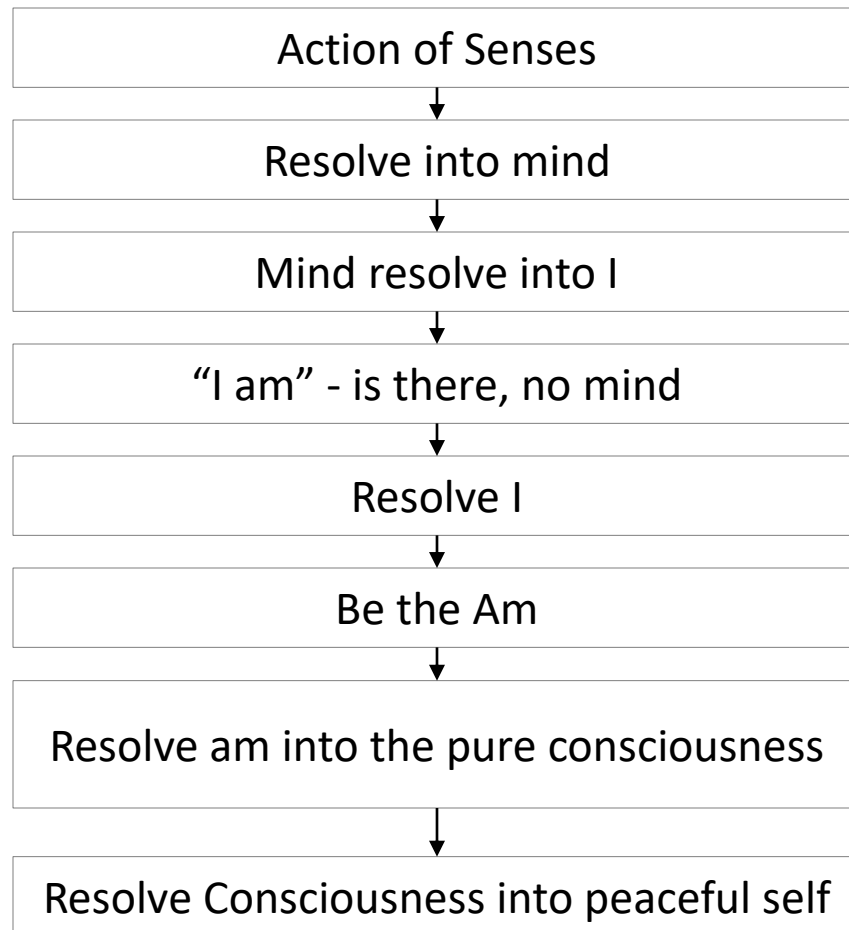 Action of Senses
Resolve into mind
Mind resolve into I
“I am” - is there, no mind
Resolve I
Be the Am
Resolve am into the pure consciousness
Resolve Consciousness into peaceful self